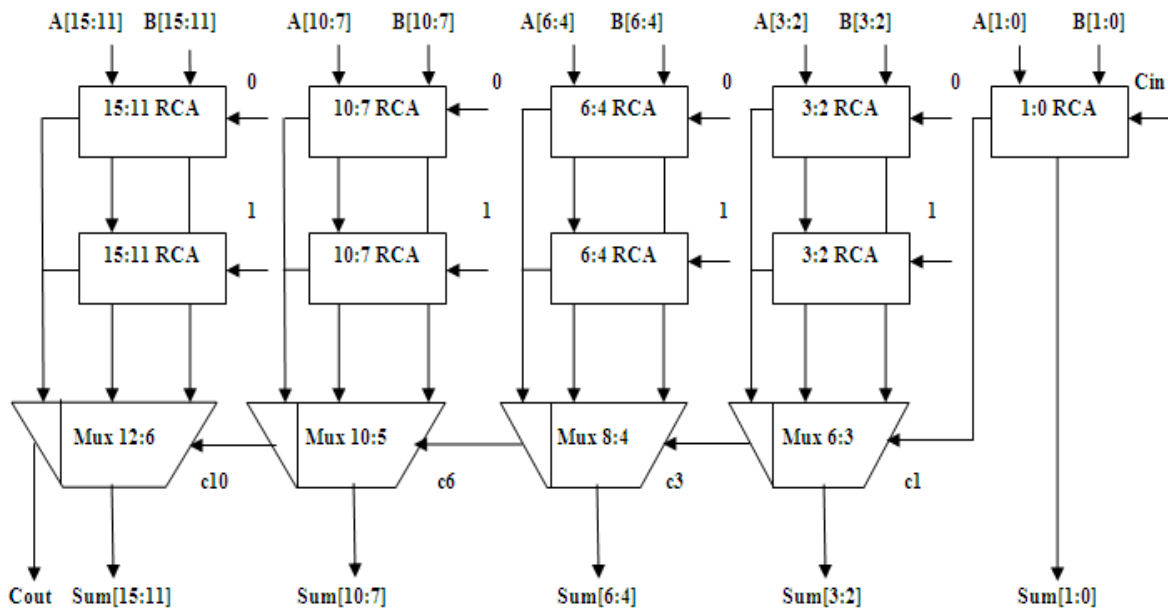 A[15:11] B[15:11] A[10:7] B[10:7] A[6:4] B[6:4] A[3:2] B[3:2] A[1:0] B[1:0]
0 0 0 0 Cin
15:11 RCA 10:7 RCA 6:4 RCA 3:2 RCA 1:0 RCA
1 1 1 1
15:11 RCA 10:7 RCA 6:4 RCA 3:2 RCA
Mux 12:6 Mux 10:5 Mux 8:4 Mux 6:3
c10 c6 c3 c1
Cout Sum[15:11] Sum[10:7] Sum[6:4] Sum[3:2] Sum[1:0]